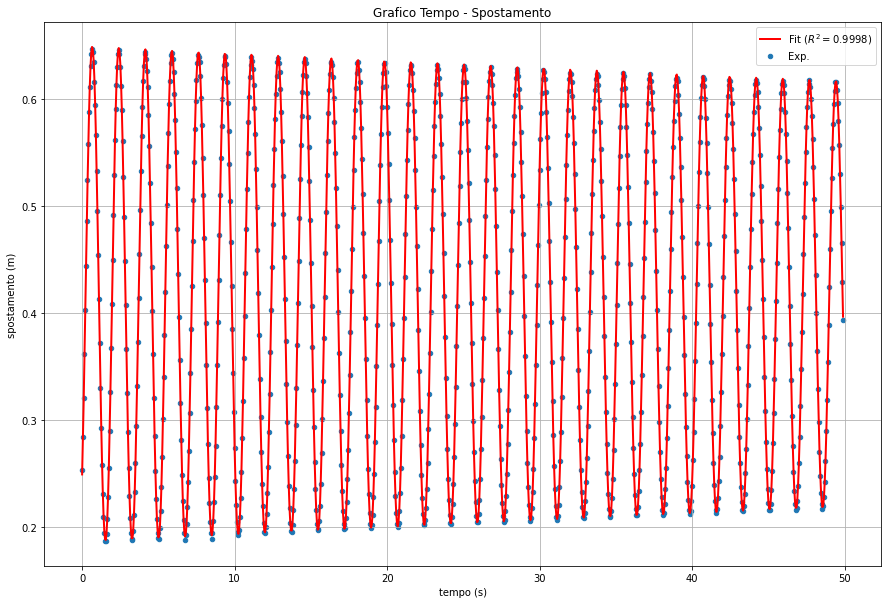 Grafico Tempo - Spostamento
Fit (R² = 0.9998)
Exp.
spostamento (m)
0.6
0.5
0.4
0.3
0.2
0 10 20 30 40 50
tempo (s)